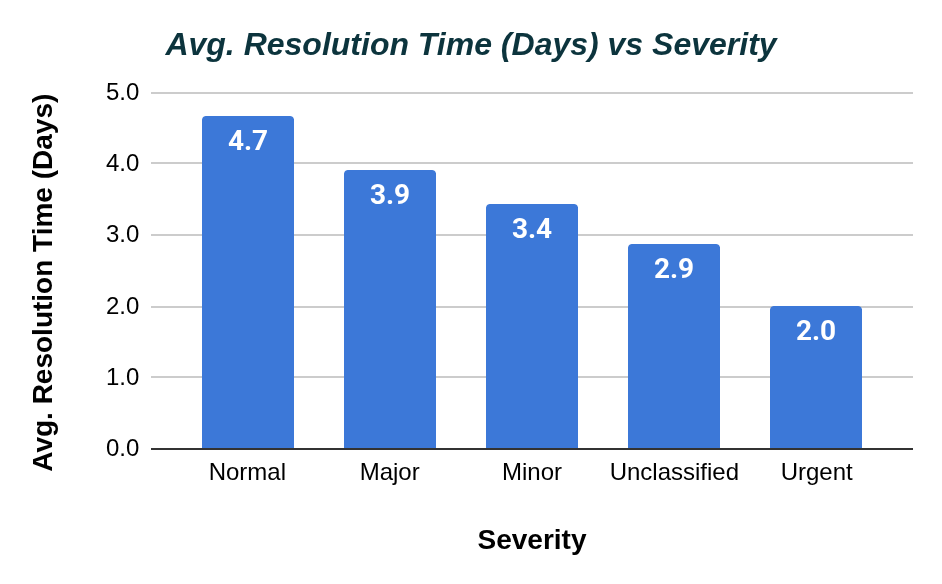 Avg. Resolution Time (Days) vs Severity
Avg. Resolution Time (Days)
5.0
4.0
3.0
2.0
1.0
0.0
4.7
3.9
3.4
2.9
2.0
Normal
Major
Minor
Unclassified
Urgent
Severity